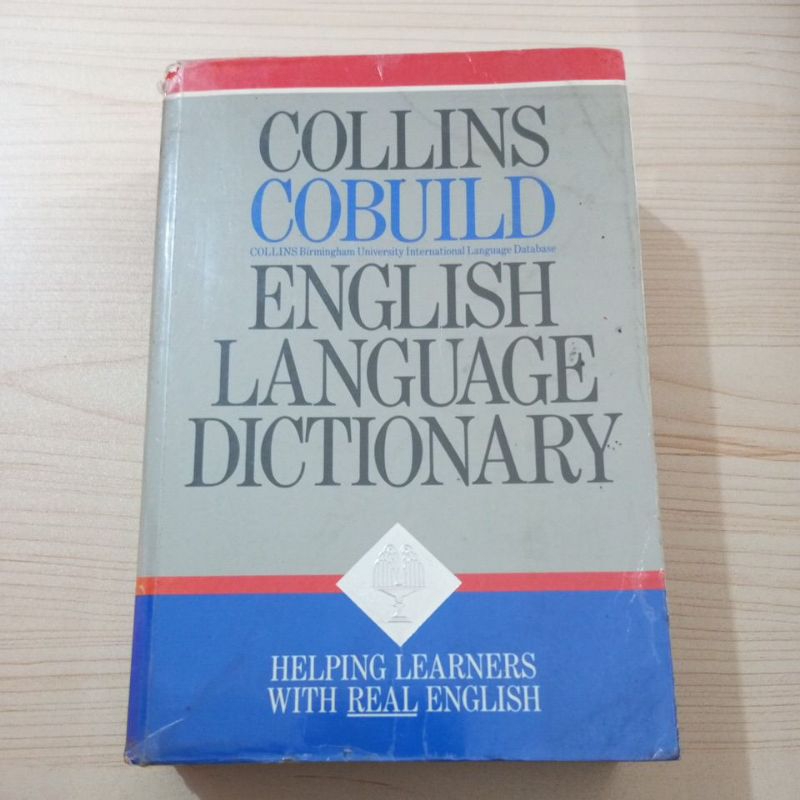 COLLINS
COBUILD
COLLINS Birmingham University International Language Database
ENGLISH
LANGUAGE
DICTIONARY
HELPING LEARNERS
WITH REAL ENGLISH